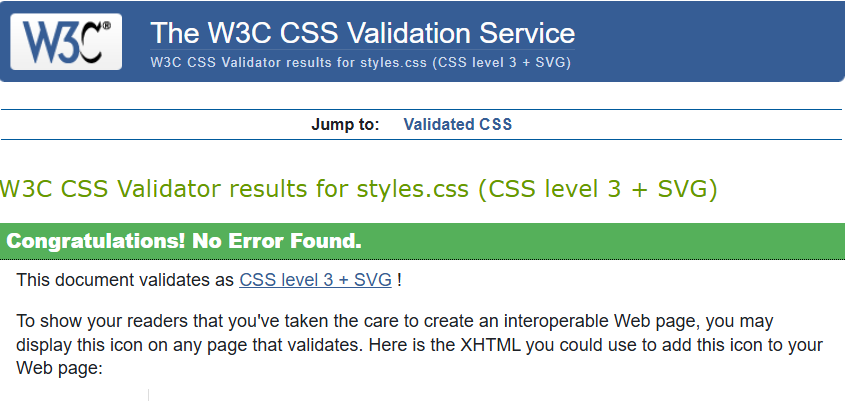 W3C®
The W3C CSS Validation Service
W3C CSS Validator results for styles.css (CSS level 3 + SVG)
Jump to: Validated CSS
W3C CSS Validator results for styles.css (CSS level 3 + SVG)
Congratulations! No Error Found.
This document validates as CSS level 3 + SVG !
To show your readers that you've taken the care to create an interoperable Web page, you may
display this icon on any page that validates. Here is the XHTML you could use to add this icon to your
Web page: